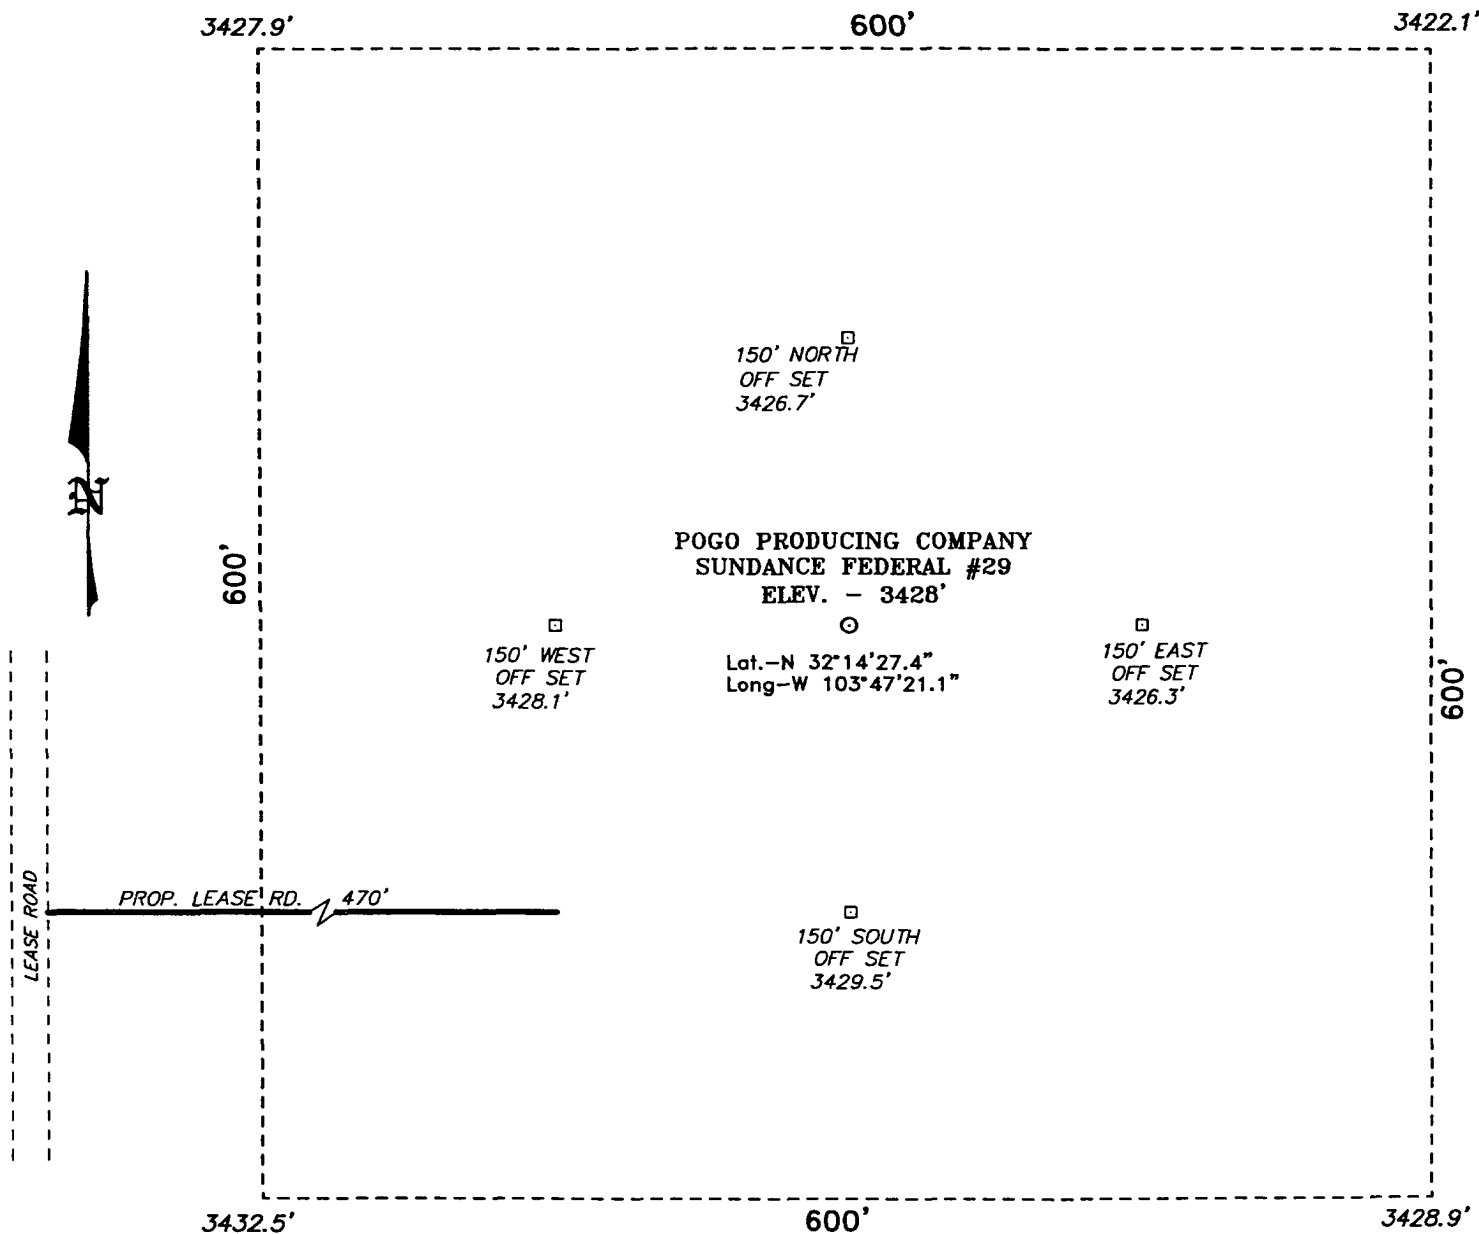 3427.9'
600'
3422.1'
150' NORTH
OFF SET
3426.7'
N
600'
POGO PRODUCING COMPANY
SUNDANCE FEDERAL #29
ELEV. - 3428'
150' WEST
OFF SET
3428.1'
Lat.-N 32°14'27.4"
Long-W 103°47'21.1"
150' EAST
OFF SET
3426.3'
600'
LEASE ROAD
PROP. LEASE RD. 470'
150' SOUTH
OFF SET
3429.5'
3432.5'
600'
3428.9'